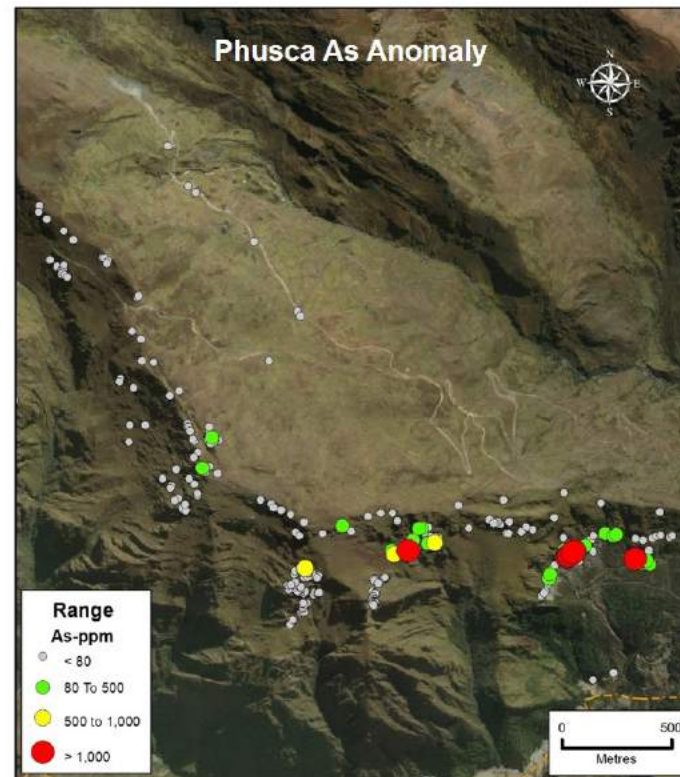 Phusca As Anomaly
N
W E
S
Range
As-ppm
< 80
80 To 500
500 to 1,000
> 1,000
0 500
Metres